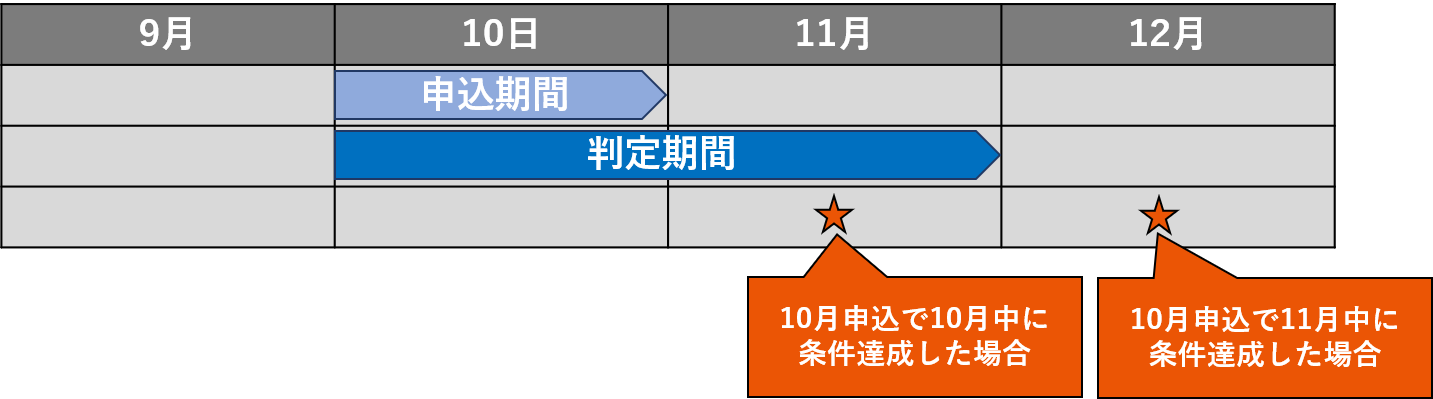 9月
10日
11月
12月
申込期間
判定期間
10月申込で10月中に
条件達成した場合
10月申込で11月中に
条件達成した場合